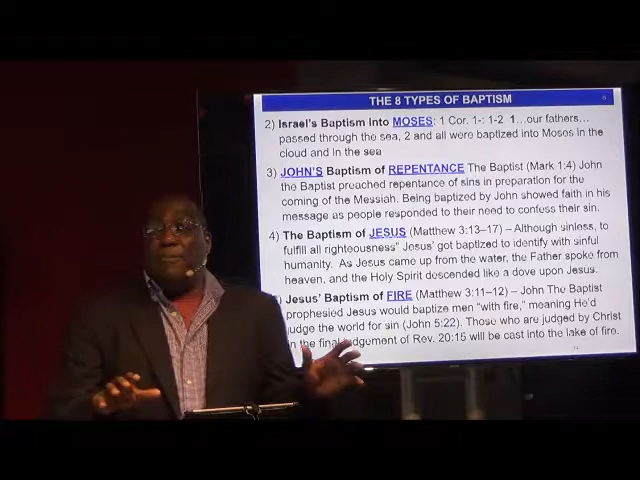 THE 8 TYPES OF BAPTISM
2) Israel's Baptism into MOSES: 1 Cor. 1-: 1-2 1…our fathers…
passed through the sea, 2 and all were baptized into Moses in the
cloud and in the sea
3) JOHN'S Baptism of REPENTANCE The Baptist (Mark 1:4) John
the Baptist preached repentance of sins in preparation for the
coming of the Messiah. Being baptized by John showed faith in his
message as people responded to their need to confess their sin.
4) The Baptism of JESUS (Matthew 3:13–17) – Although sinless, to
fulfill all righteousness" Jesus' got baptized to identify with sinful
humanity. As Jesus came up from the water, the Father spoke from
heaven, and the Holy Spirit descended like a dove upon Jesus.
) Jesus' Baptism of FIRE (Matthew 3:11–12) – John The Baptist
prophesied Jesus would baptize men "with fire," meaning He'd
judge the world for sin (John 5:22). Those who are judged by Christ
in the final judgement of Rev. 20:15 will be cast into the lake of fire.